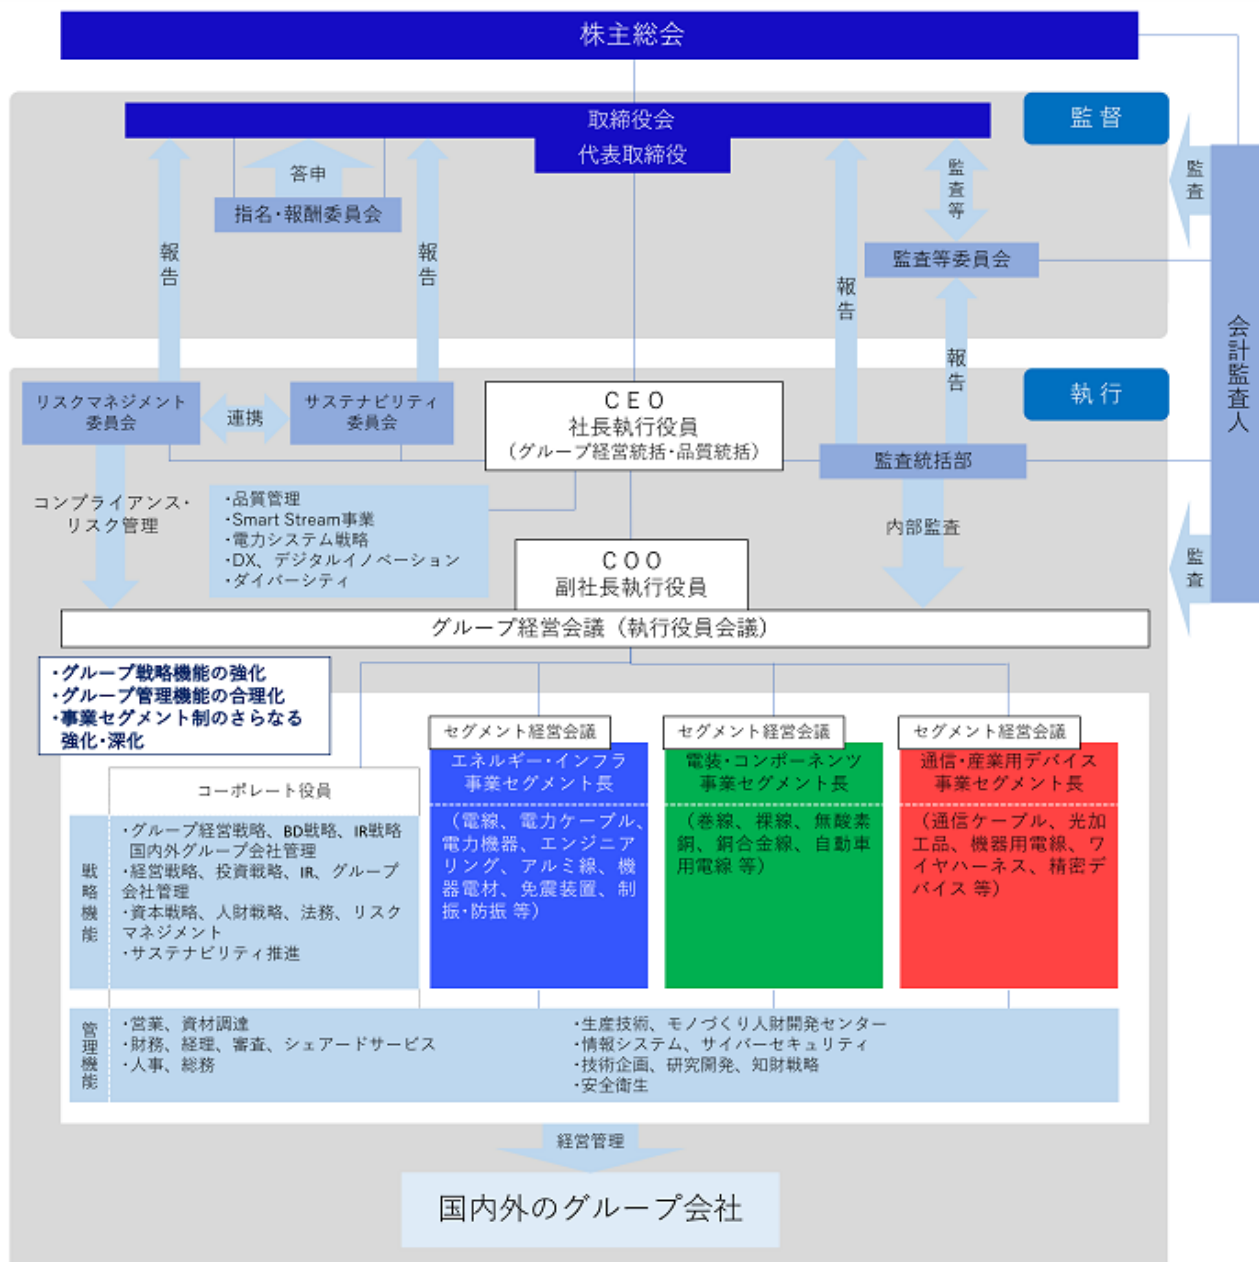 株主総会
監 督
取締役会
代表取締役
答申
指名・報酬委員会
報告
報告
報告
監査等
監査等委員会
報告
監査
会計監査人
執 行
リスクマネジメント
委員会
連携
サステナビリティ
委員会
CEO
社長執行役員
（グループ経営統括・品質統括）
監査統括部
コンプライアンス・
リスク管理
・品質管理
・Smart Stream事業
・電力システム戦略
・DX、デジタルイノベーション
・ダイバーシティ
内部監査
監査
COO
副社長執行役員
グループ経営会議（執行役員会議）
・グループ戦略機能の強化
・グループ管理機能の合理化
・事業セグメント制のさらなる
強化・深化
コーポレート役員
戦略機能
・グループ経営戦略、BD戦略、IR戦略
国内外グループ会社管理
・経営戦略、投資戦略、IR、グループ
会社管理
・資本戦略、人財戦略、法務、リスク
マネジメント
・サステナビリティ推進
セグメント経営会議
エネルギー・インフラ
事業セグメント長
（電線、電力ケーブル、
電力機器、エンジニア
リング、アルミ線、機
器電材、免震装置、制
振・防振 等）
セグメント経営会議
電装・コンポーネンツ
事業セグメント長
（巻線、裸線、無酸素
銅、銅合金線、自動車
用電線 等）
セグメント経営会議
通信・産業用デバイス
事業セグメント長
（通信ケーブル、光加
工品、機器用電線、ワ
イヤハーネス、精密デ
バイス 等）
管理機能
・営業、資材調達
・財務、経理、審査、シェアードサービス
・人事、総務
・生産技術、モノづくり人財開発センター
・情報システム、サイバーセキュリティ
・技術企画、研究開発、知財戦略
・安全衛生
経営管理
国内外のグループ会社